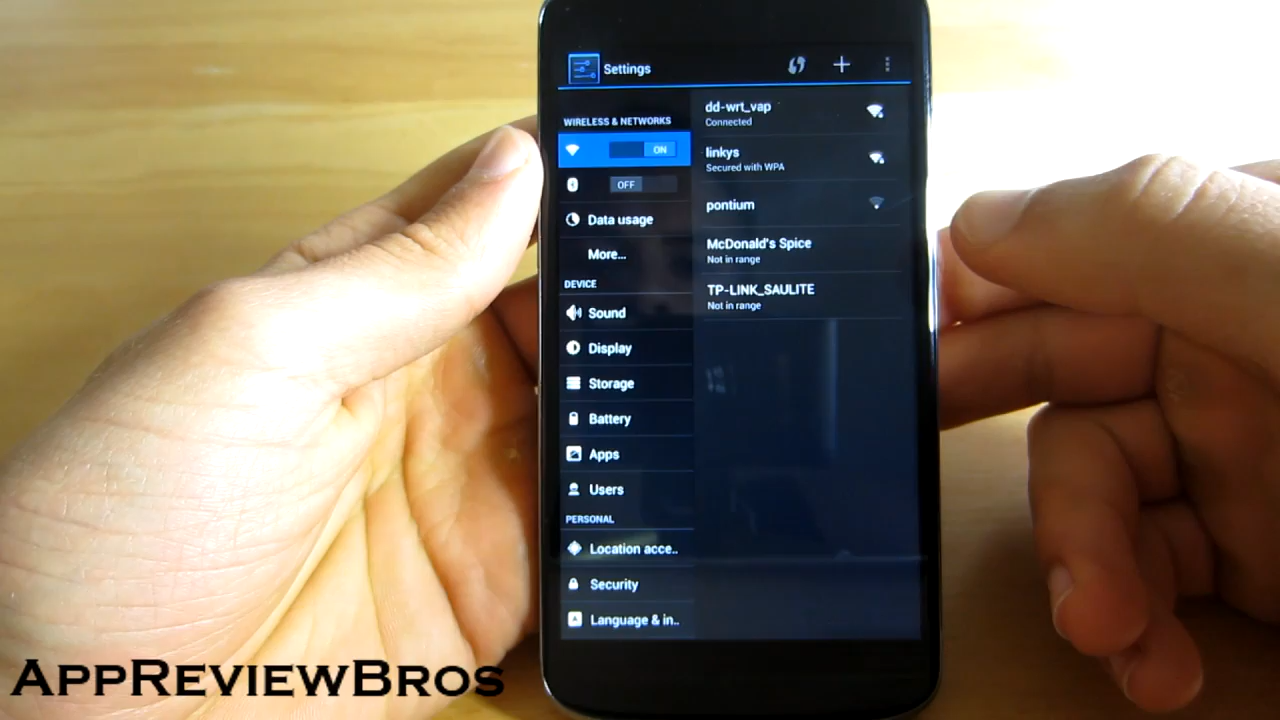 Settings
WIRELESS & NETWORKS
ON
OFF
Data usage
More...
DEVICE
Sound
Display
Storage
Battery
Apps
Users
PERSONAL
Location acce..
Security
Language & in..
dd-wrt_vap
Connected
linkys
Secured with WPA
pontium
McDonald's Spice
Not in range
TP-LINK_SAULITE
Not in range
AppReviewBros